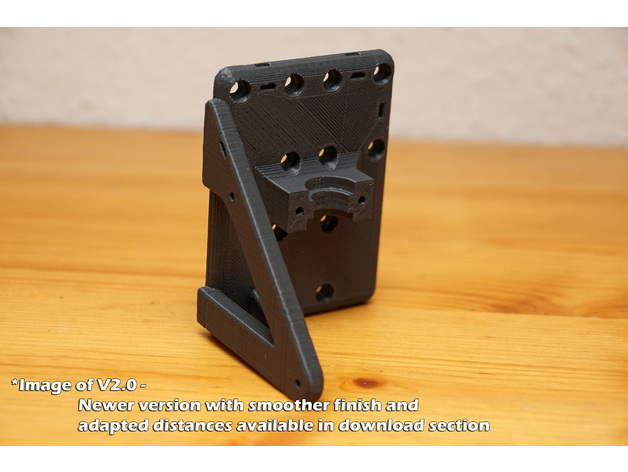 *Image of V2.0 -
Newer version with smoother finish and
adapted distances available in download section